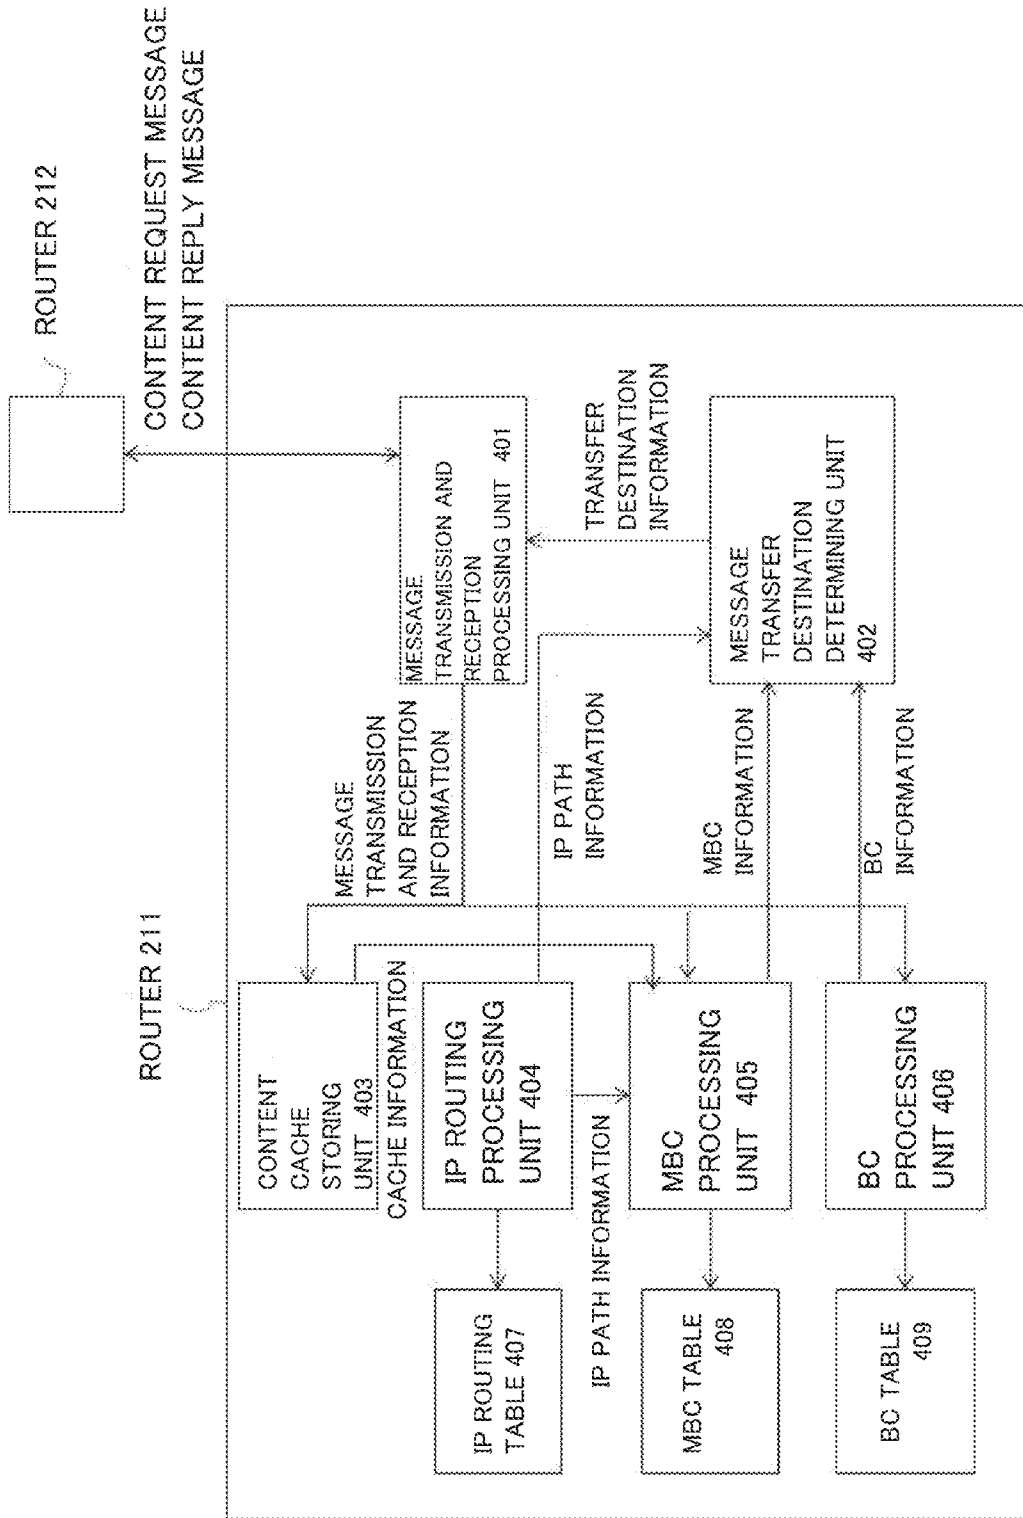 ROUTER 212
CONTENT REQUEST MESSAGE
CONTENT REPLY MESSAGE
ROUTER 211
MESSAGE
TRANSMISSION AND
RECEPTION
PROCESSING UNIT 401
TRANSFER
DESTINATION
INFORMATION
MESSAGE
TRANSFER
DESTINATION
DETERMINING UNIT
402
MESSAGE
TRANSMISSION
AND RECEPTION
INFORMATION
IP PATH
INFORMATION
MBC
INFORMATION
BC
INFORMATION
CONTENT
CACHE
STORING
UNIT 403
CACHE INFORMATION
IP ROUTING
PROCESSING
UNIT 404
IP PATH INFORMATION
MBC
PROCESSING
UNIT 405
BC
PROCESSING
UNIT 406
IP ROUTING
TABLE 407
MBC TABLE
408
BC TABLE
409